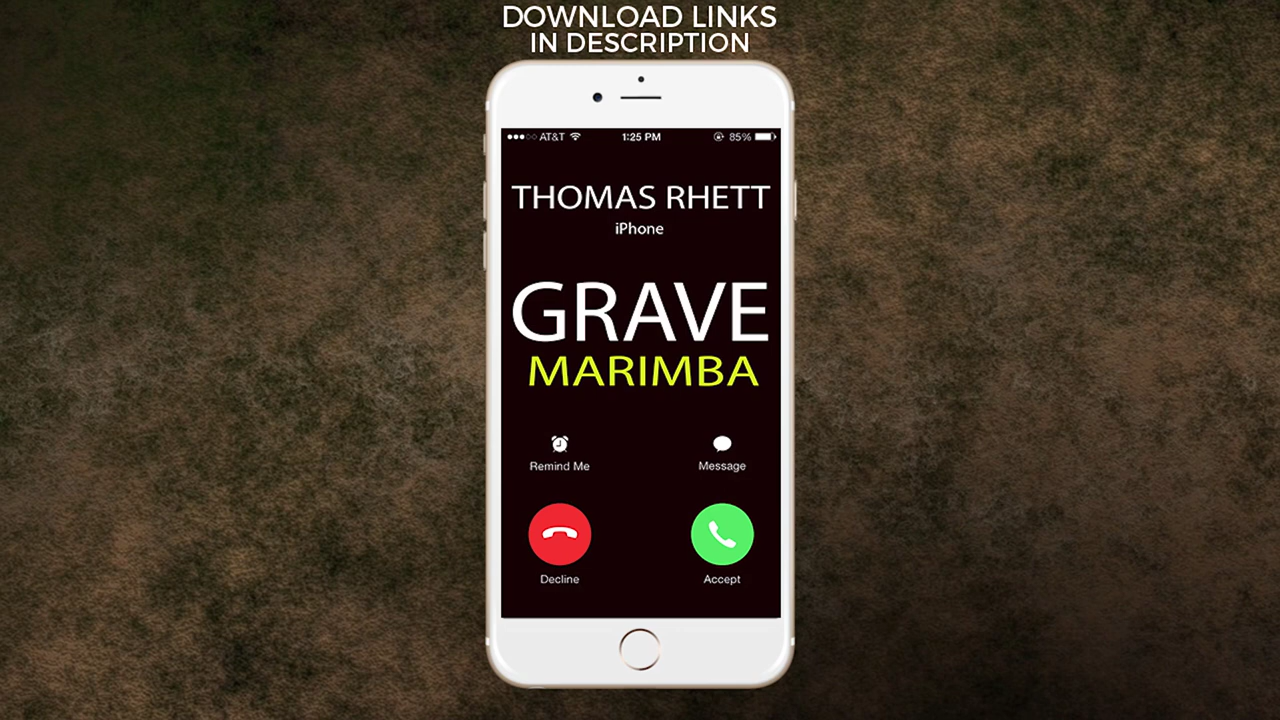 DOWNLOAD LINKS
IN DESCRIPTION
AT&T 1:25 PM 85%
THOMAS RHETT
iPhone
GRAVE
MARIMBA
Remind Me Message
Decline Accept